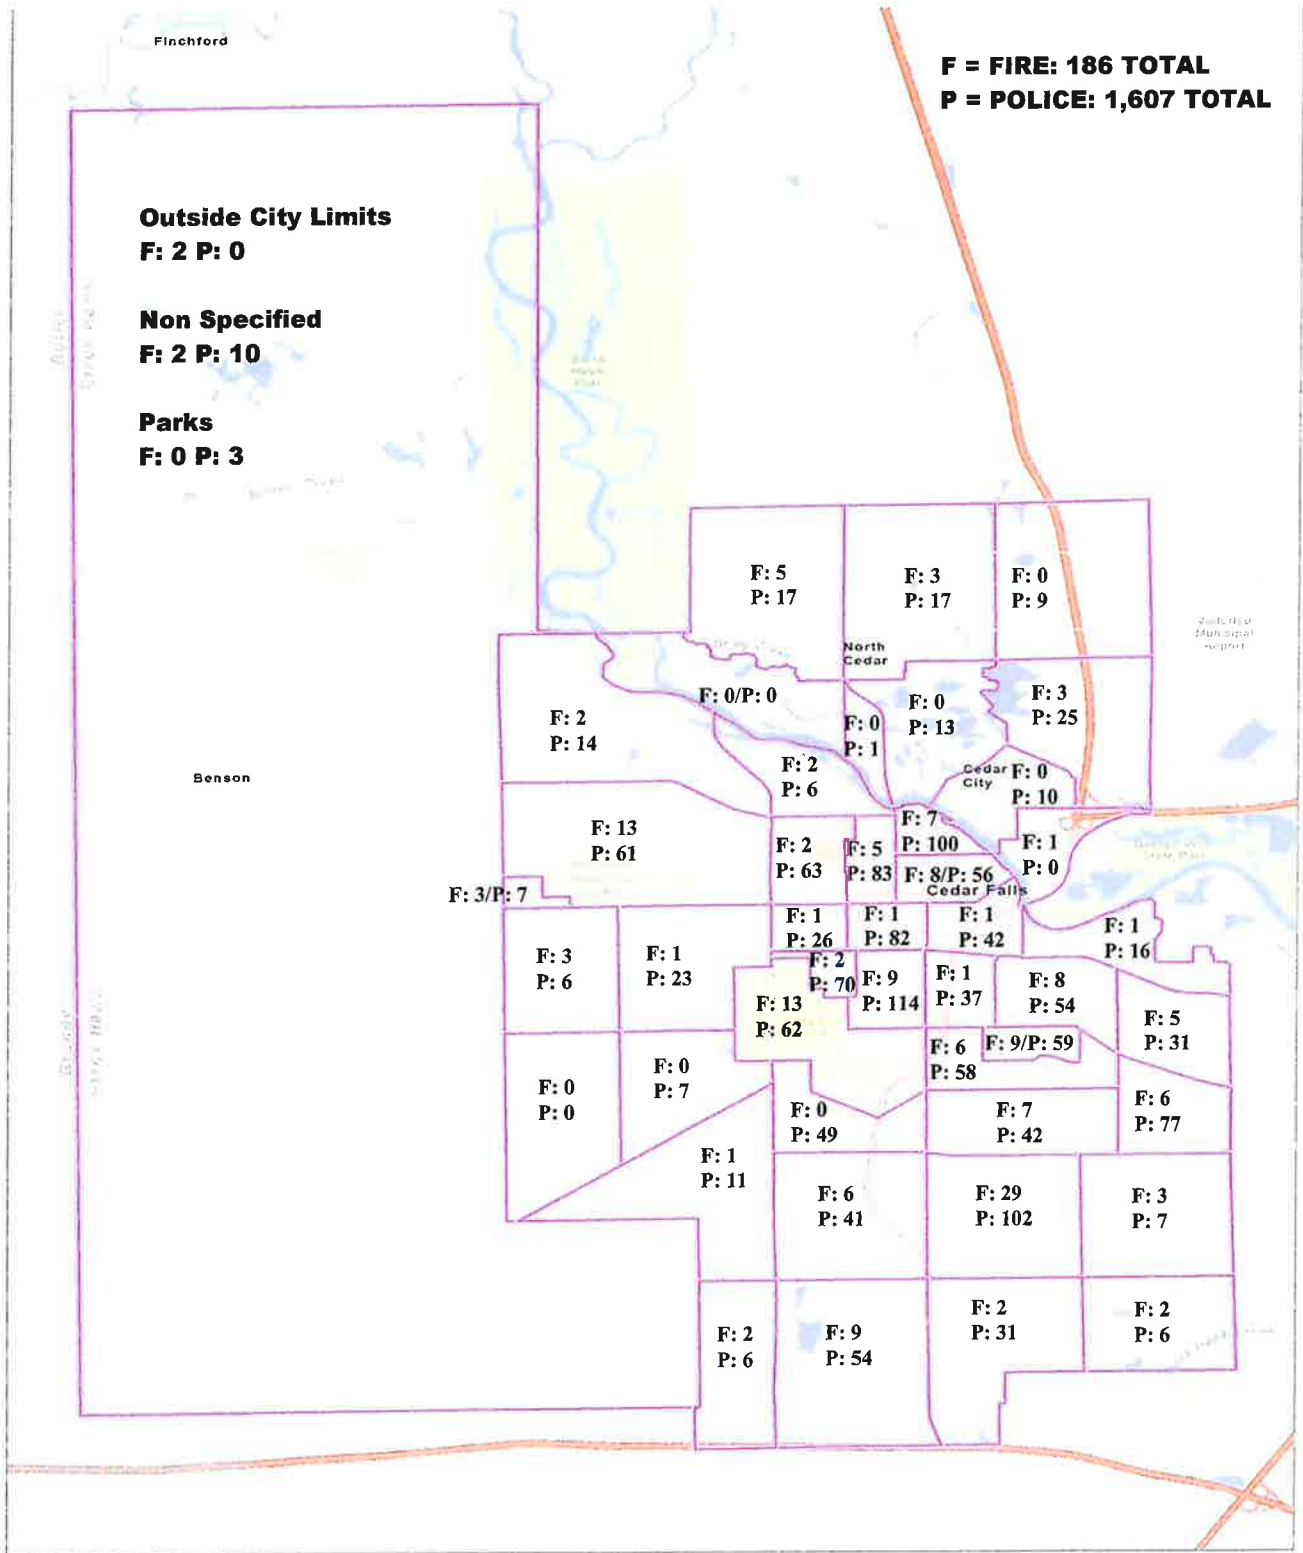 Finchford
F = FIRE: 186 TOTAL
P = POLICE: 1,607 TOTAL
Outside City Limits
F: 2 P: 0
Non Specified
F: 2 P: 10
Parks
F: 0 P: 3
F: 5
P: 17
F: 3
P: 17
F: 0
P: 9
North
Cedar
Municipal
F: 0/P: 0
F: 2
P: 14
F: 0
P: 1
F: 0
P: 13
F: 3
P: 25
Benson
F: 2
P: 6
Cedar
City
F: 0
P: 10
F: 13
P: 61
F: 2
P: 63
F: 5
P: 83
F: 7
P: 100
F: 8/P: 56
Cedar Falls
F: 1
P: 0
F: 3/P: 7
F: 1
P: 26
F: 1
P: 82
F: 1
P: 42
F: 1
P: 16
F: 3
P: 6
F: 1
P: 23
F: 2
P: 70
F: 9
P: 114
F: 1
P: 37
F: 8
P: 54
F: 13
P: 62
F: 5
P: 31
F: 6
P: 58
F: 9/P: 59
F: 0
P: 0
F: 0
P: 7
F: 0
P: 49
F: 7
P: 42
F: 6
P: 77
F: 1
P: 11
F: 6
P: 41
F: 29
P: 102
F: 3
P: 7
F: 2
P: 6
F: 9
P: 54
F: 2
P: 31
F: 2
P: 6